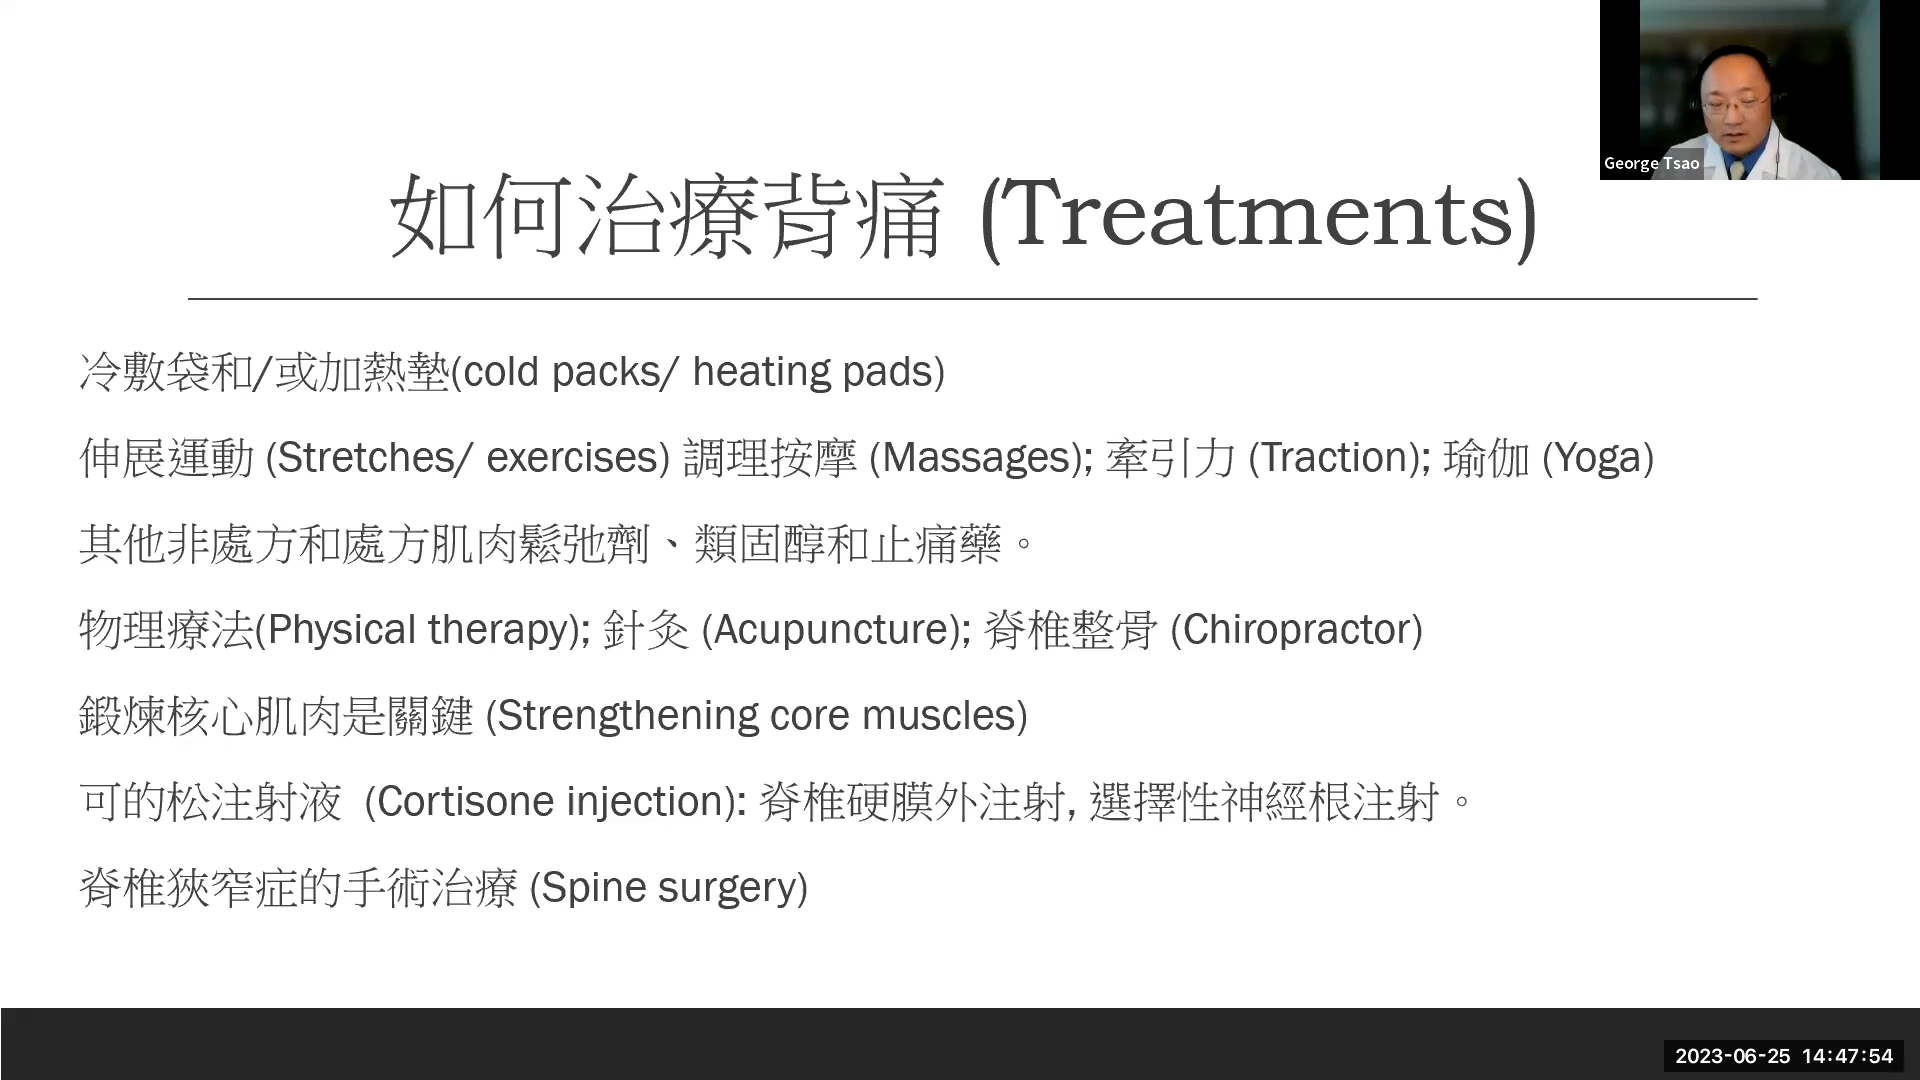 George Tsao
如何治療背痛 (Treatments)
冷敷袋和/或加熱墊(cold packs/ heating pads)
伸展運動 (Stretches/ exercises) 調理按摩 (Massages); 牽引力 (Traction); 瑜伽 (Yoga)
其他非處方和處方肌肉鬆弛劑、類固醇和止痛藥。
物理療法(Physical therapy); 針灸 (Acupuncture); 脊椎整骨 (Chiropractor)
鍛煉核心肌肉是關鍵 (Strengthening core muscles)
可的松注射液  (Cortisone injection): 脊椎硬膜外注射, 選擇性神經根注射。
脊椎狹窄症的手術治療 (Spine surgery)
2023-06-25 14:47:54